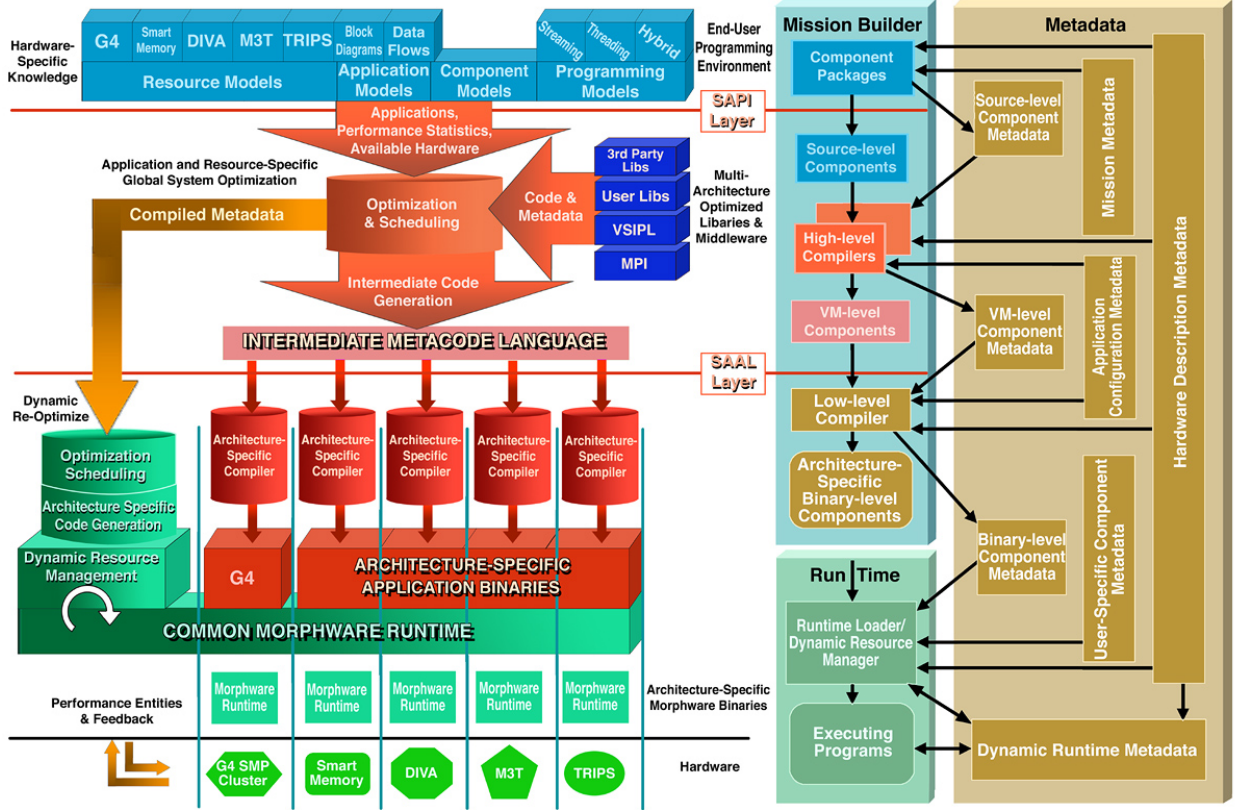 Hardware-
Specific
Knowledge
G4
Smart
Memory
DIVA
M3T
TRIPS
Block
Diagrams
Data
Flows
Streaming
Threading
Hybrid
Resource Models
Application
Models
Component
Models
Programming
Models
End-User
Programming
Environment
SAPI
Layer
Applications,
Performance Statistics,
Available Hardware
Application and Resource-Specific
Global System Optimization
Compiled Metadata
Optimization
& Scheduling
Code &
Metadata
3rd Party
Libs
User Libs
VSIPL
MPI
Multi-
Architecture
Optimized
Libaries &
Middleware
Intermediate Code
Generation
INTERMEDIATE METACODE LANGUAGE
SAAL
Layer
Dynamic
Re-Optimize
Optimization
Scheduling
Architecture Specific
Code Generation
Dynamic Resource
Management
Architecture-
Specific
Compiler
Architecture-
Specific
Compiler
Architecture-
Specific
Compiler
Architecture-
Specific
Compiler
Architecture-
Specific
Compiler
G4
ARCHITECTURE-SPECIFIC
APPLICATION BINARIES
COMMON MORPHWARE RUNTIME
Morphware
Runtime
Morphware
Runtime
Morphware
Runtime
Morphware
Runtime
Morphware
Runtime
Architecture-Specific
Morphware Binaries
Performance Entities
& Feedback
G4 SMP
Cluster
Smart
Memory
DIVA
M3T
TRIPS
Hardware
Mission Builder
Component
Packages
Source-level
Components
High-level
Compilers
VM-level
Components
Low-level
Compiler
Architecture-
Specific
Binary-level
Components
Run Time
Runtime Loader/
Dynamic Resource
Manager
Executing
Programs
Metadata
Source-level
Component
Metadata
Mission Metadata
VM-level
Component
Metadata
Application
Configuration Metadata
Hardware Description Metadata
Binary-level
Component
Metadata
User-Specific Component
Metadata
Dynamic Runtime Metadata